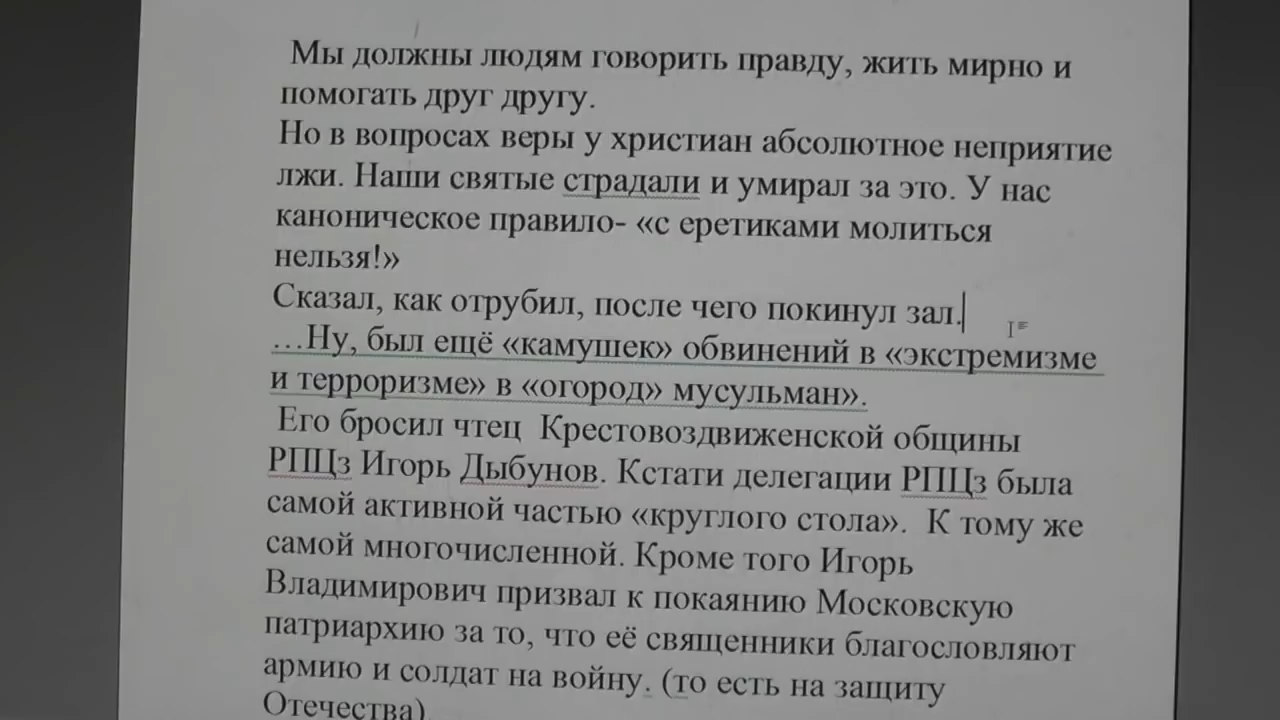 Мы должны людям говорить правду, жить мирно и
помогать друг другу.
Но в вопросах веры у христиан абсолютное неприятие
лжи. Наши святые страдали и умирал за это. У нас
каноническое правило- «с еретиками молиться
нельзя!»
Сказал, как отрубил, после чего покинул зал.
…Ну, был ещё «камушек» обвинений в «экстремизме
и терроризме» в «огород» мусульман».
Его бросил чтец Крестовоздвиженской общины
РПЦз Игорь Дыбунов. Кстати делегации РПЦз была
самой активной частью «круглого стола». К тому же
самой многочисленной. Кроме того Игорь
Владимирович призвал к покаянию Московскую
патриархию за то, что её священники благословляют
армию и солдат на войну. (то есть на защиту
Отечества)